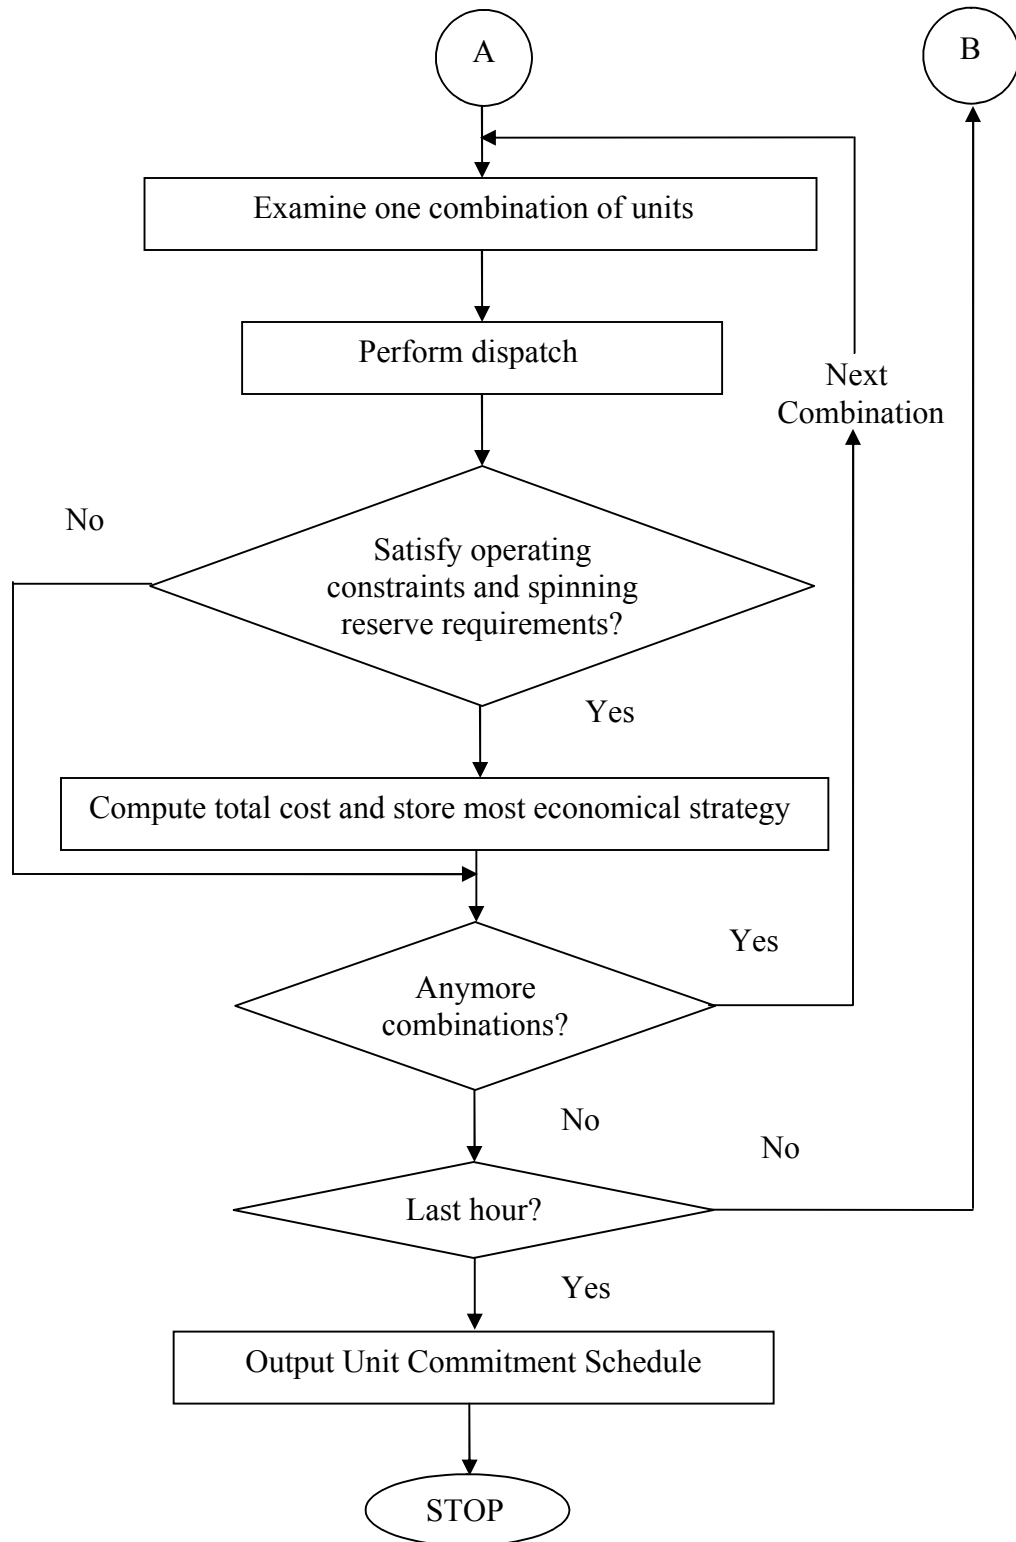 A
B
Examine one combination of units
Perform dispatch
Next
Combination
No
Satisfy operating
constraints and spinning
reserve requirements?
Yes
Compute total cost and store most economical strategy
Yes
Anymore
combinations?
No
No
Last hour?
Yes
Output Unit Commitment Schedule
STOP